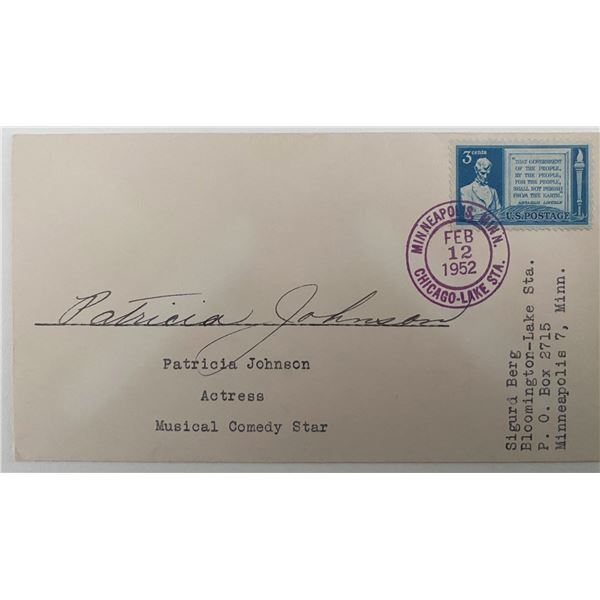 3 cents
"THAT GOVERNMENT
OF THE PEOPLE,
BY THE PEOPLE,
FOR THE PEOPLE,
SHALL NOT PERISH
FROM THE EARTH."
ABRAHAM LINCOLN
U.S. POSTAGE
MINNEAPOLIS, MINN.
FEB
12
1952
CHICAGO-LAKE STA.
Patricia Johnson
Patricia Johnson
Actress
Musical Comedy Star
Sigurd Berg
Bloomington-Lake Sta.
P. O. Box 2715
Minneapolis 7, Minn.